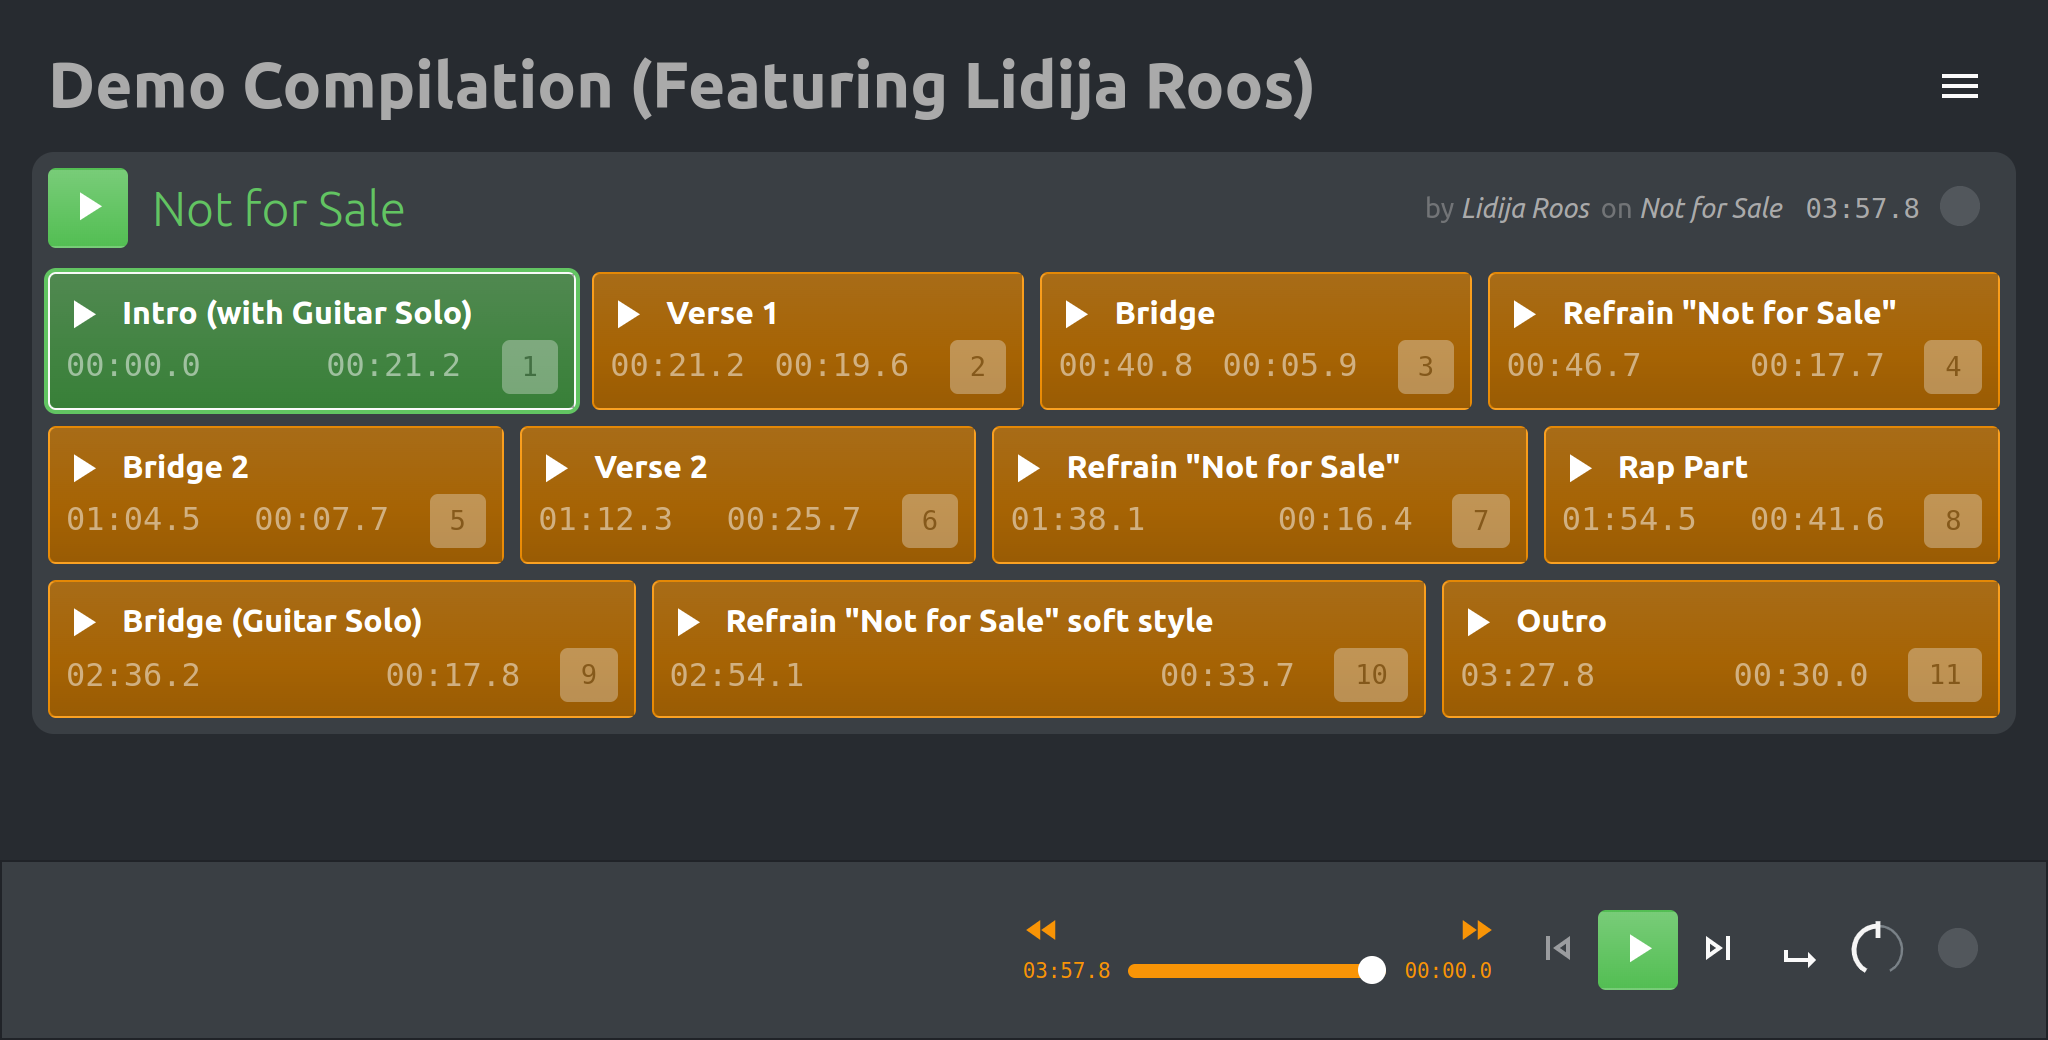 Demo Compilation (Featuring Lidija Roos)
Not for Sale
by Lidija Roos on Not for Sale 03:57.8
Intro (with Guitar Solo)
00:00.0 00:21.2 1
Verse 1
00:21.2 00:19.6 2
Bridge
00:40.8 00:05.9 3
Refrain "Not for Sale"
00:46.7 00:17.7 4
Bridge 2
01:04.5 00:07.7 5
Verse 2
01:12.3 00:25.7 6
Refrain "Not for Sale"
01:38.1 00:16.4 7
Rap Part
01:54.5 00:41.6 8
Bridge (Guitar Solo)
02:36.2 00:17.8 9
Refrain "Not for Sale" soft style
02:54.1 00:33.7 10
Outro
03:27.8 00:30.0 11
03:57.8 00:00.0